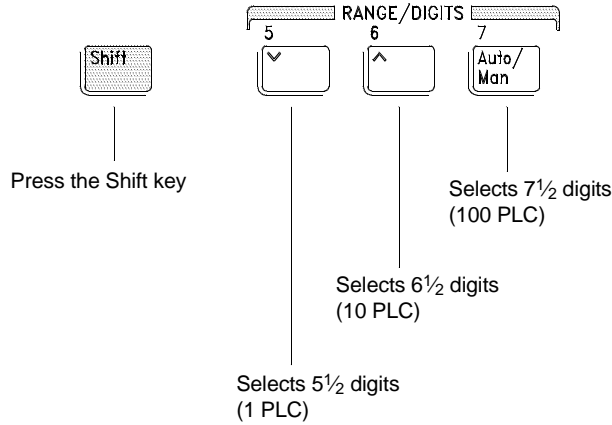 RANGE/DIGITS
5 6 7
Shift
Auto/
Man
Press the Shift key
Selects 7½ digits
(100 PLC)
Selects 6½ digits
(10 PLC)
Selects 5½ digits
(1 PLC)